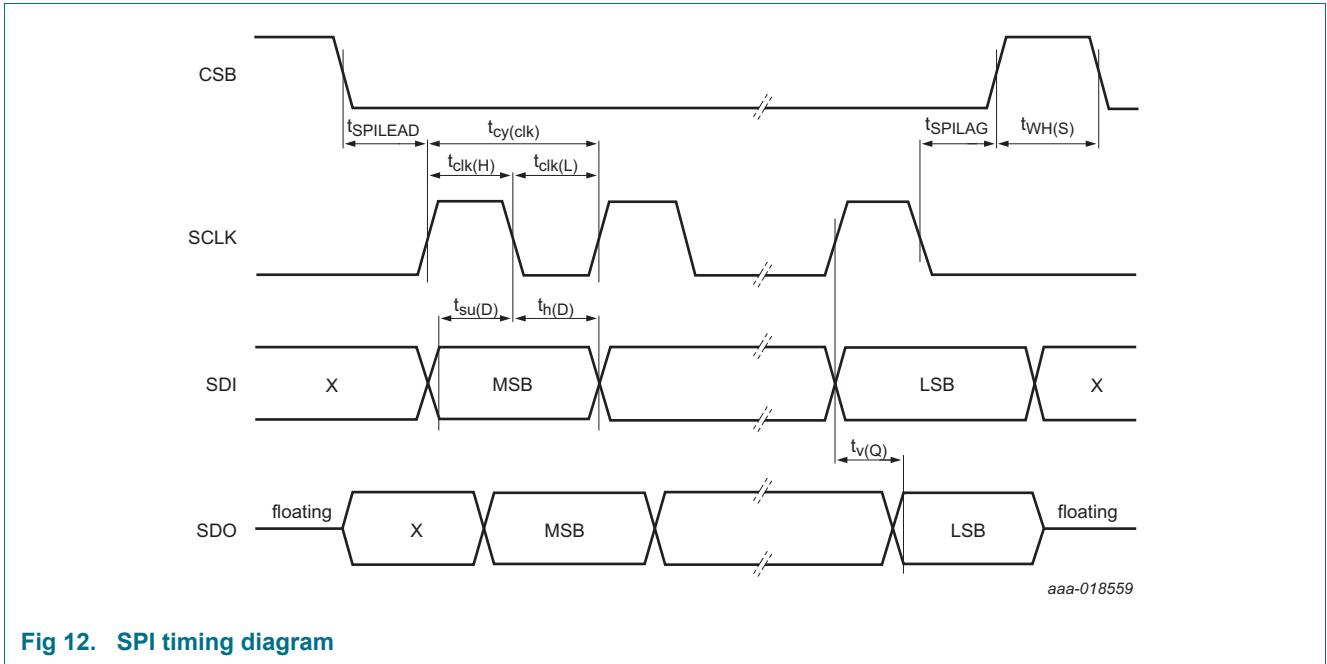 CSB
tSPILEAD
tcy(clk)
tSPILAG
tWH(S)
tclk(H)
tclk(L)
SCLK
tsu(D)
th(D)
SDI
X
MSB
LSB
X
tv(Q)
SDO
floating
X
MSB
LSB
floating
aaa-018559
Fig 12. SPI timing diagram